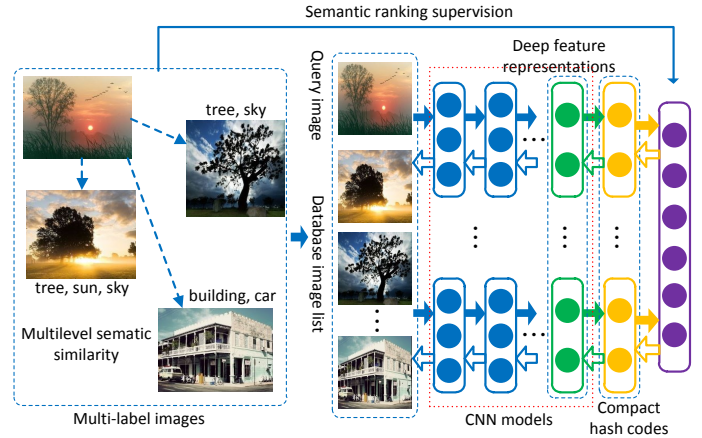 Semantic ranking supervision
Deep feature
representations
Query image
tree, sky
Database image list
tree, sun, sky
building, car
Multilevel sematic
similarity
Multi-label images
CNN models
Compact
hash codes